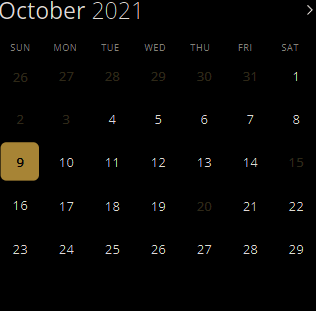 October 2021
SUN MON TUE WED THU FRI SAT
26 27 28 29 30 31 1
2 3 4 5 6 7 8
9 10 11 12 13 14 15
16 17 18 19 20 21 22
23 24 25 26 27 28 29